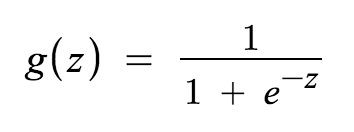 g(z) = 1 / (1 + e^{-z})